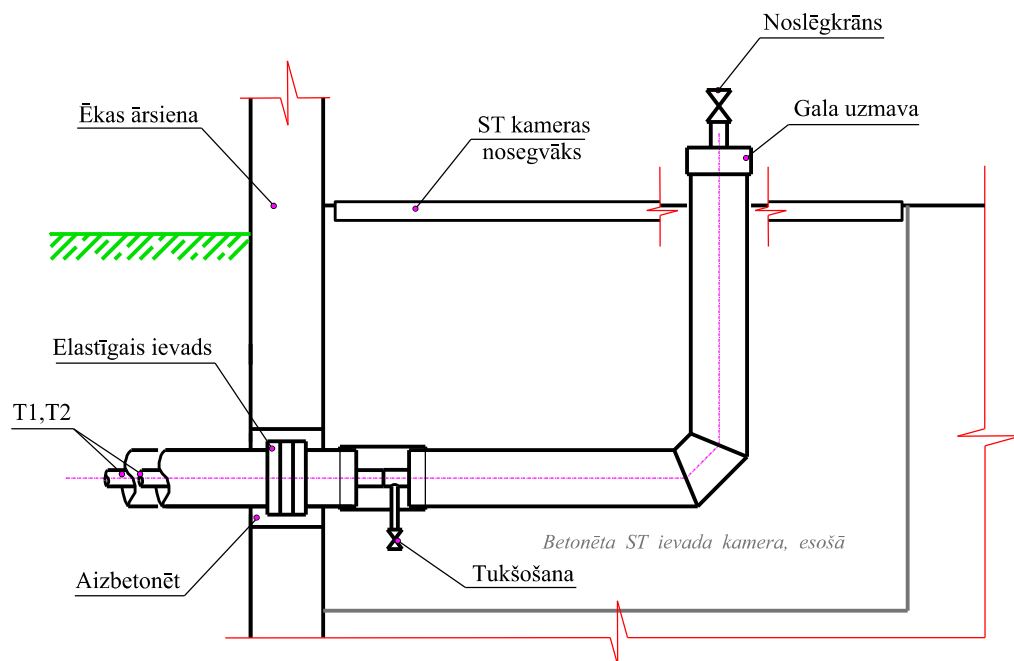 Noslēgkrāns
Ēkas ārsiena
ST kameras
nosegvāks
Gala uzmava
Elastīgais ievads
T1,T2
Betonēta ST ievada kamera, esošā
Aizbetonēt
Tukšošana